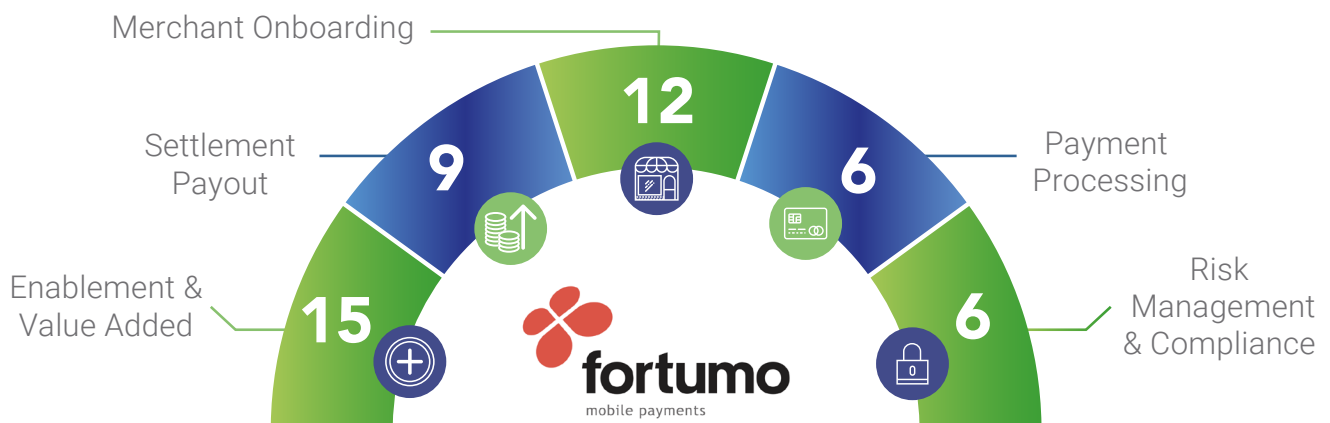 Merchant Onboarding
12
Settlement
Payout
9
6
Payment
Processing
Enablement &
Value Added
15
6
Risk
Management
& Compliance
fortumo
mobile payments